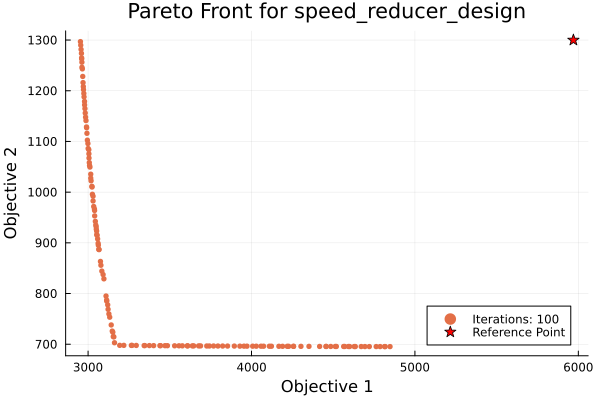 Pareto Front for speed_reducer_design
1300
1200
1100
1000
900
800
700
Objective 2
3000
4000
5000
6000
Objective 1
Iterations: 100
Reference Point